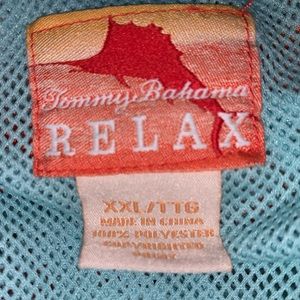 Tommy Bahama
RELAX
XXL/TTG
MADE IN CHINA
100% POLYESTER
COPYRIGHTED
PRINT